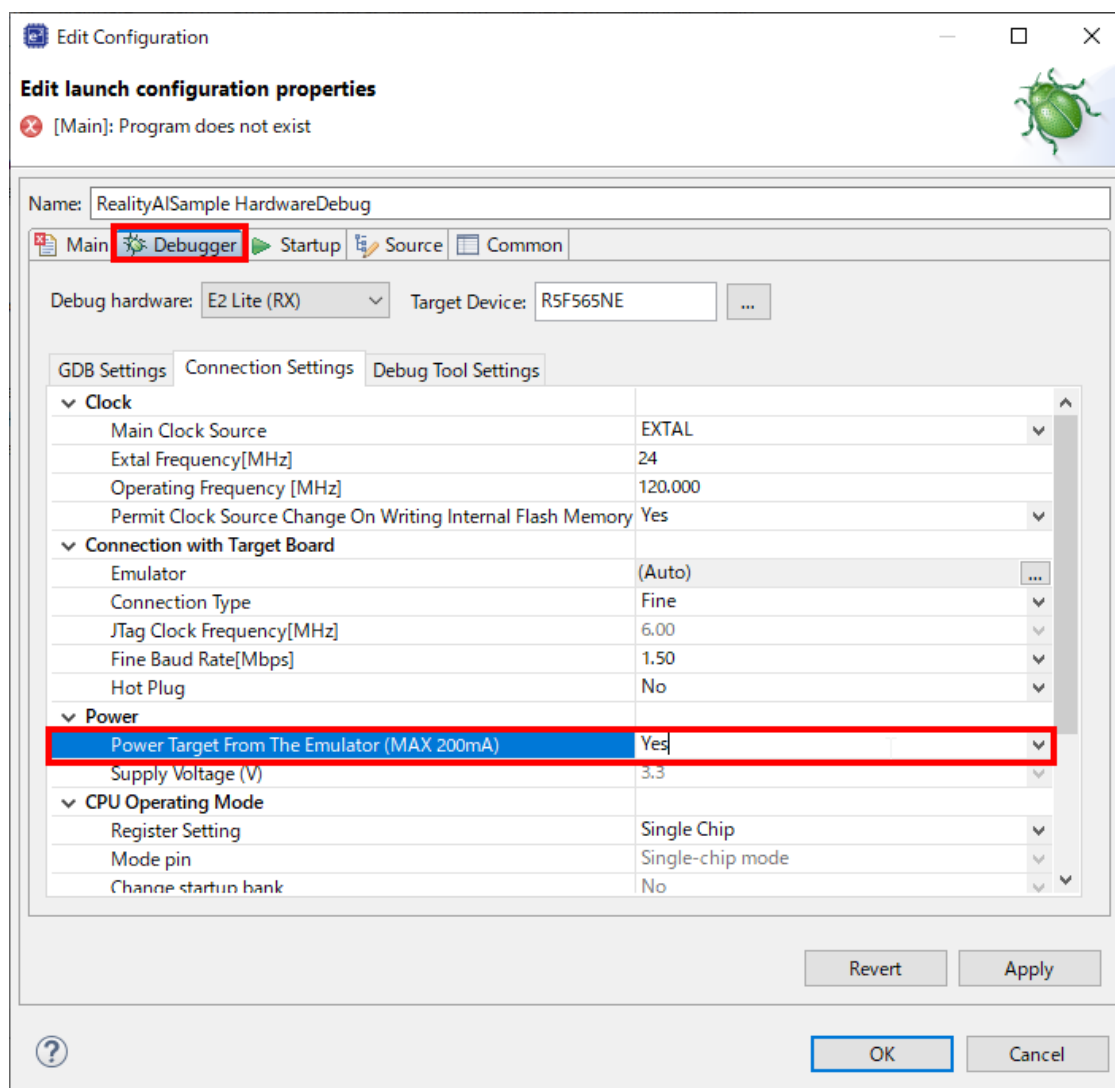 Edit Configuration
Edit launch configuration properties
[Main]: Program does not exist
Name: RealityAISample HardwareDebug
Main Debugger Startup Source Common
Debug hardware: E2 Lite (RX) Target Device: R5F565NE ...
GDB Settings Connection Settings Debug Tool Settings
Clock
Main Clock Source EXTAL
Extal Frequency[MHz] 24
Operating Frequency [MHz] 120.000
Permit Clock Source Change On Writing Internal Flash Memory Yes
Connection with Target Board
Emulator (Auto) ...
Connection Type Fine
JTag Clock Frequency[MHz] 6.00
Fine Baud Rate[Mbps] 1.50
Hot Plug No
Power
Power Target From The Emulator (MAX 200mA) Yes
Supply Voltage (V) 3.3
CPU Operating Mode
Register Setting Single Chip
Mode pin Single-chip mode
Change startup bank No
Revert Apply
? OK Cancel